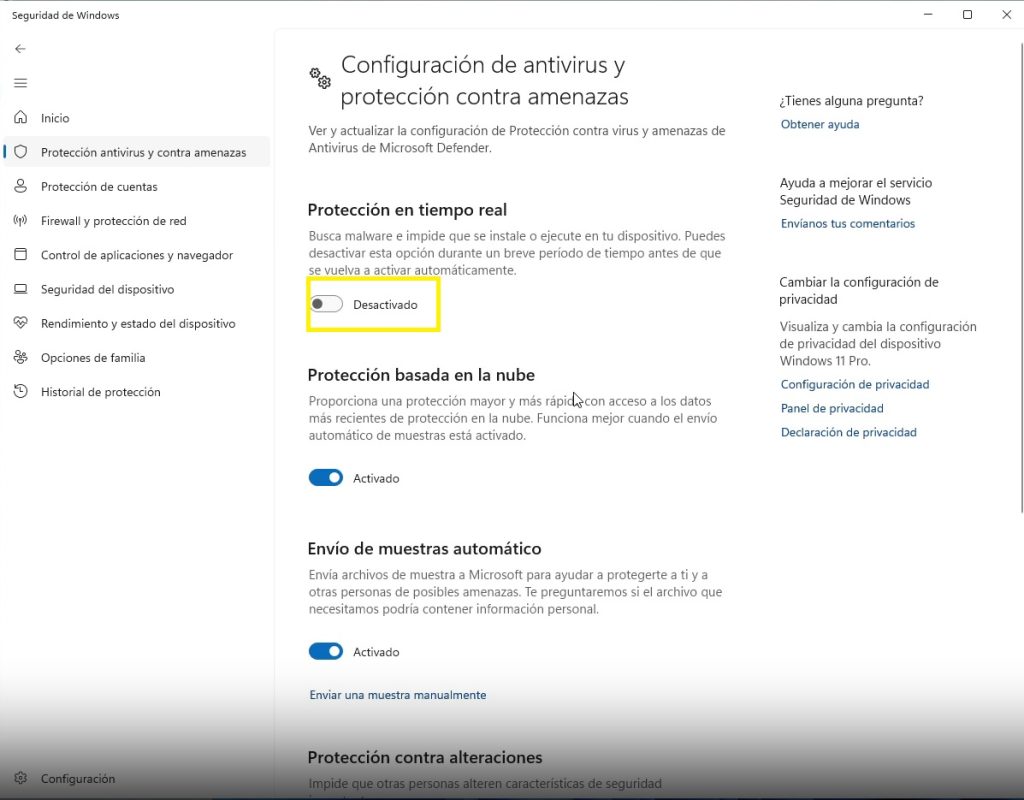 Seguridad de Windows
Inicio
Protección antivirus y contra amenazas
Protección de cuentas
Firewall y protección de red
Control de aplicaciones y navegador
Seguridad del dispositivo
Rendimiento y estado del dispositivo
Opciones de familia
Historial de protección
Configuración
Configuración de antivirus y
protección contra amenazas
Ver y actualizar la configuración de Protección contra virus y amenazas de
Antivirus de Microsoft Defender.
Protección en tiempo real
Busca malware e impide que se instale o ejecute en tu dispositivo. Puedes
desactivar esta opción durante un breve período de tiempo antes de que
se vuelva a activar automáticamente.
Desactivado
Protección basada en la nube
Proporciona una protección mayor y más rápida con acceso a los datos
más recientes de protección en la nube. Funciona mejor cuando el envío
automático de muestras está activado.
Activado
Envío de muestras automático
Envía archivos de muestra a Microsoft para ayudar a protegerte a ti y a
otras personas de posibles amenazas. Te preguntaremos si el archivo que
necesitamos podría contener información personal.
Activado
Enviar una muestra manualmente
Protección contra alteraciones
Impide que otras personas alteren características de seguridad
¿Tienes alguna pregunta?
Obtener ayuda
Ayuda a mejorar el servicio
Seguridad de Windows
Envíanos tus comentarios
Cambiar la configuración de
privacidad
Visualiza y cambia la configuración
de privacidad del dispositivo
Windows 11 Pro.
Configuración de privacidad
Panel de privacidad
Declaración de privacidad